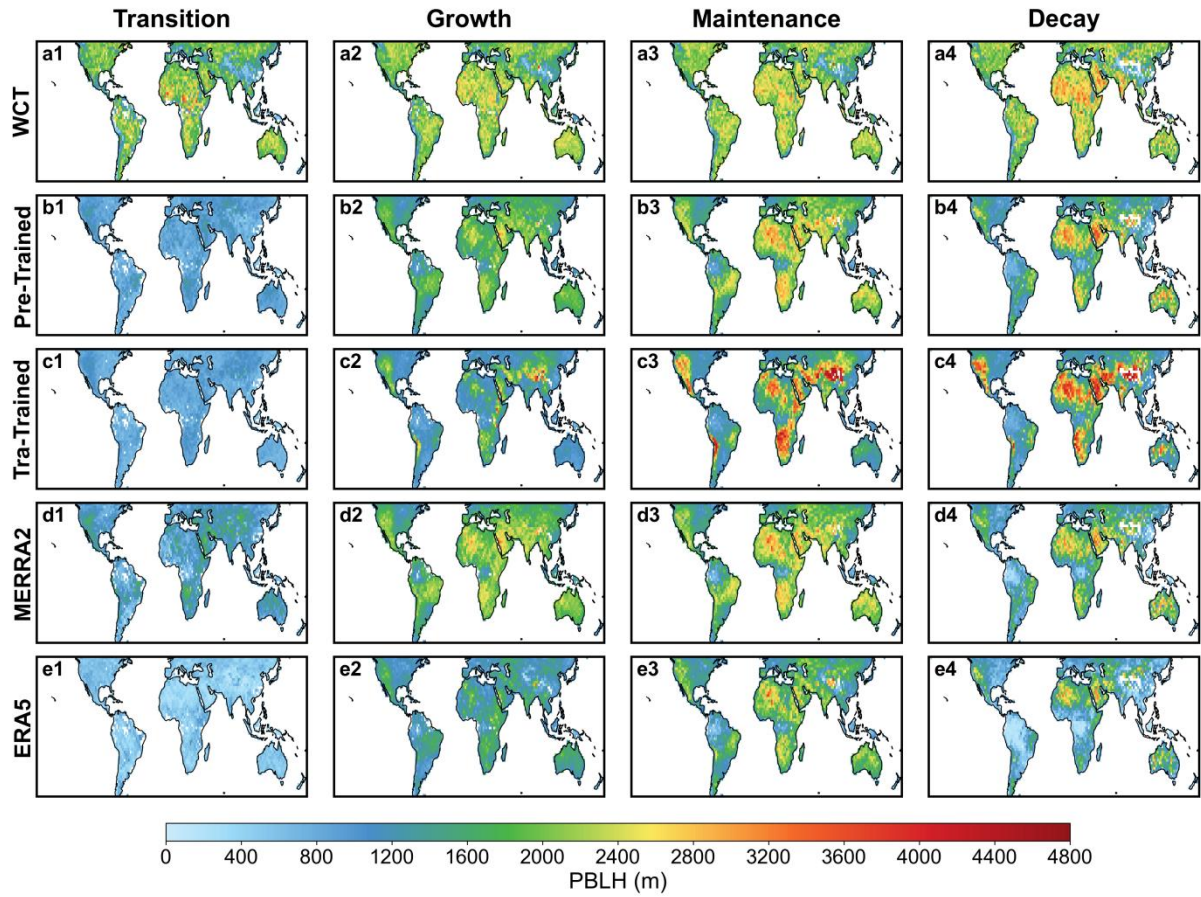 Transition Growth Maintenance Decay
WCT
a1 a2 a3 a4
Pre-Trained
b1 b2 b3 b4
Tra-Trained
c1 c2 c3 c4
MERRA2
d1 d2 d3 d4
ERA5
e1 e2 e3 e4
0 400 800 1200 1600 2000 2400 2800 3200 3600 4000 4400 4800
PBLH (m)